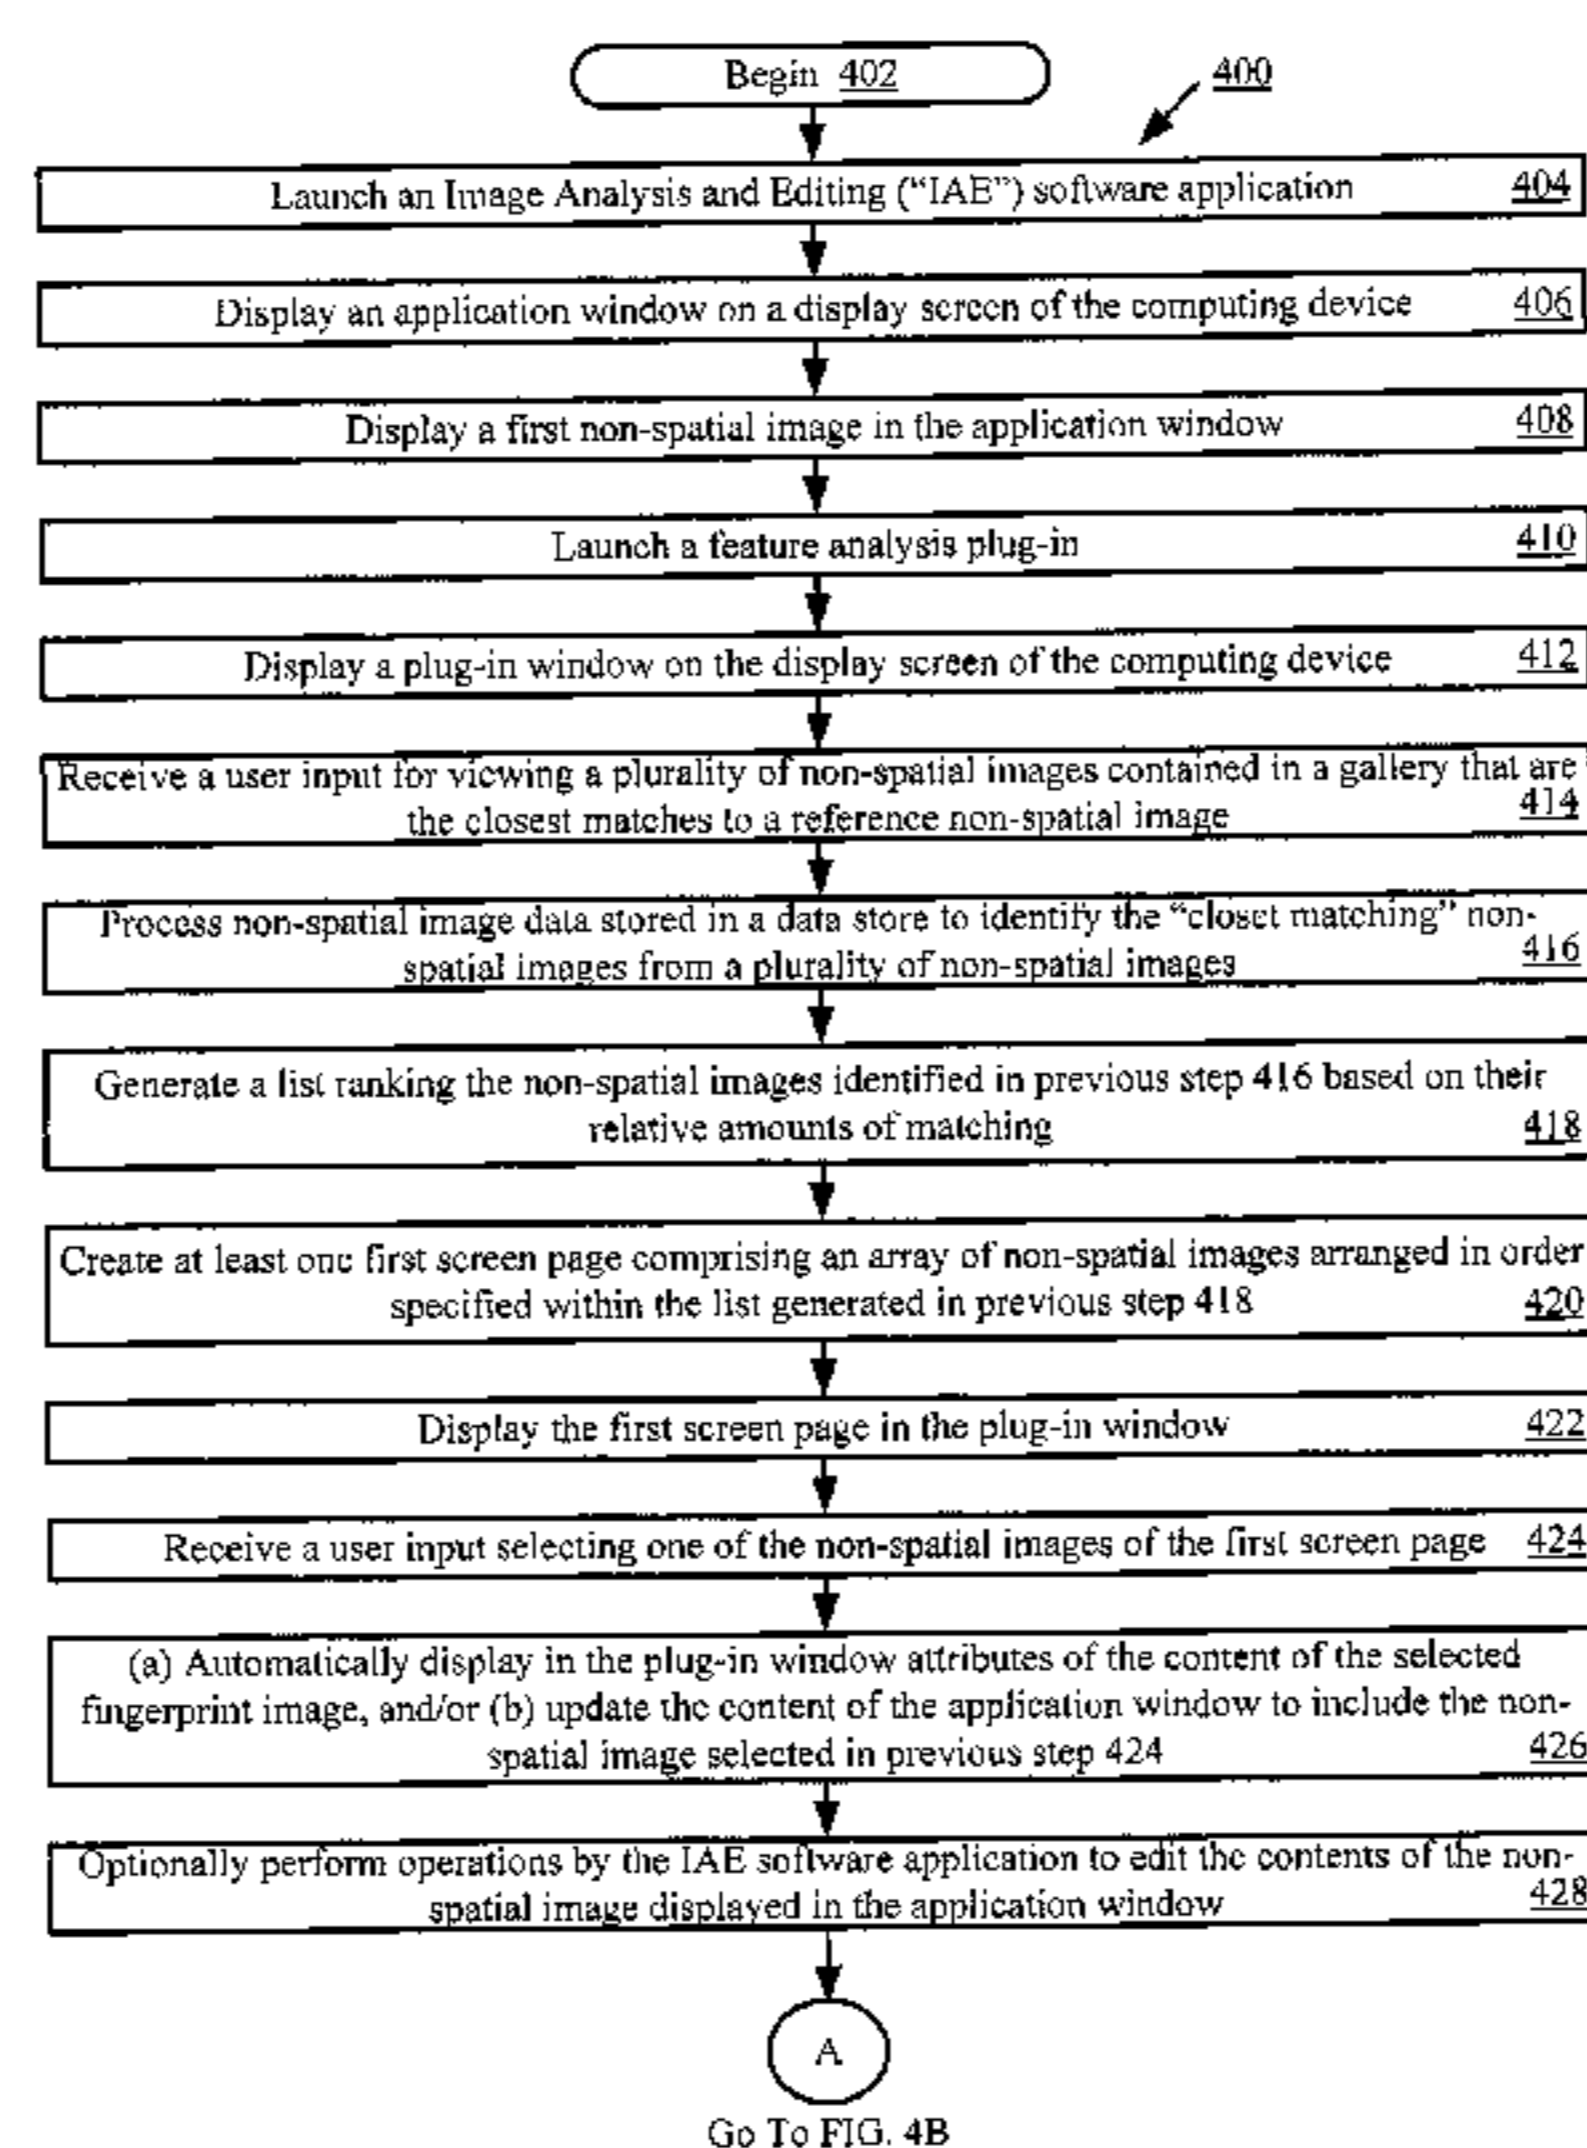 Begin 402
400
Launch an Image Analysis and Editing (“IAE”) software application 404
Display an application window on a display screen of the computing device 406
Display a first non-spatial image in the application window 408
Launch a feature analysis plug-in 410
Display a plug-in window on the display screen of the computing device 412
Receive a user input for viewing a plurality of non-spatial images contained in a gallery that are
the closest matches to a reference non-spatial image 414
Process non-spatial image data stored in a data store to identify the “closet matching” non-
spatial images from a plurality of non-spatial images 416
Generate a list ranking the non-spatial images identified in previous step 416 based on their
relative amounts of matching 418
Create at least one first screen page comprising an array of non-spatial images arranged in order
specified within the list generated in previous step 418 420
Display the first screen page in the plug-in window 422
Receive a user input selecting one of the non-spatial images of the first screen page 424
(a) Automatically display in the plug-in window attributes of the content of the selected
fingerprint image, and/or (b) update the content of the application window to include the non-
spatial image selected in previous step 424 426
Optionally perform operations by the IAE software application to edit the contents of the non-
spatial image displayed in the application window 428
A
Go To FIG. 4B